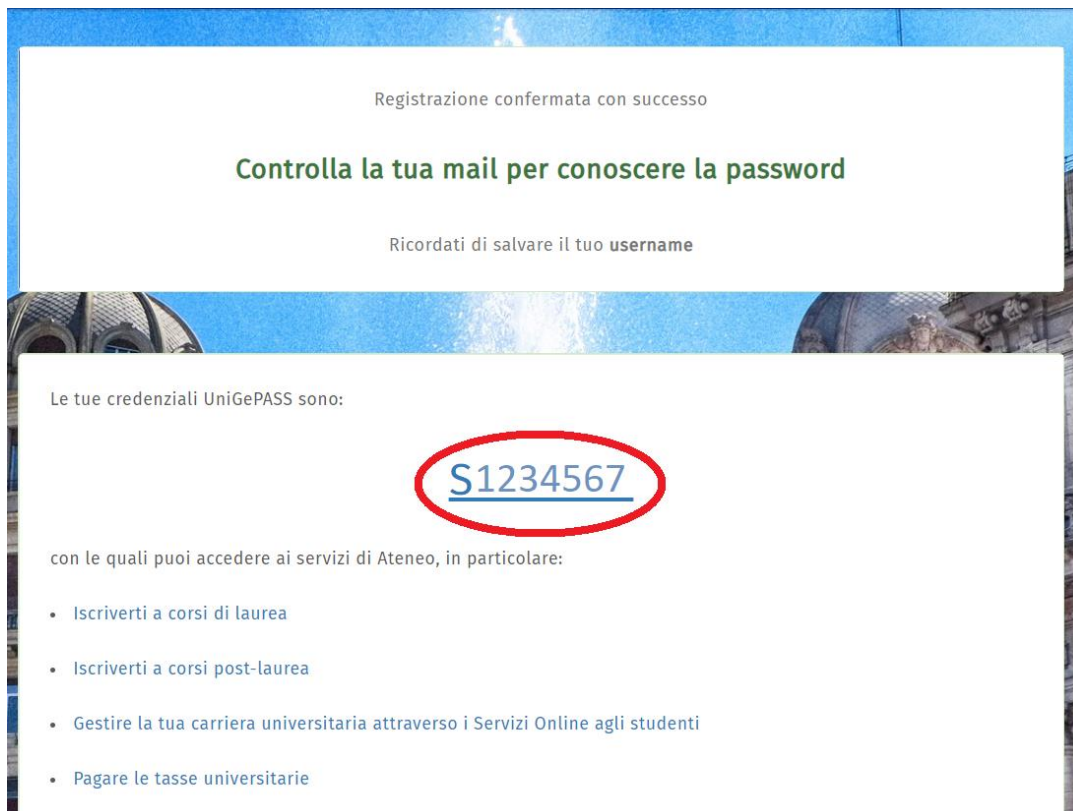 Registrazione confermata con successo
Controlla la tua mail per conoscere la password
Ricordati di salvare il tuo username
Le tue credenziali UniGePASS sono:
S1234567
con le quali puoi accedere ai servizi di Ateneo, in particolare:
• Iscriverti a corsi di laurea
• Iscriverti a corsi post-laurea
• Gestire la tua carriera universitaria attraverso i Servizi Online agli studenti
• Pagare le tasse universitarie